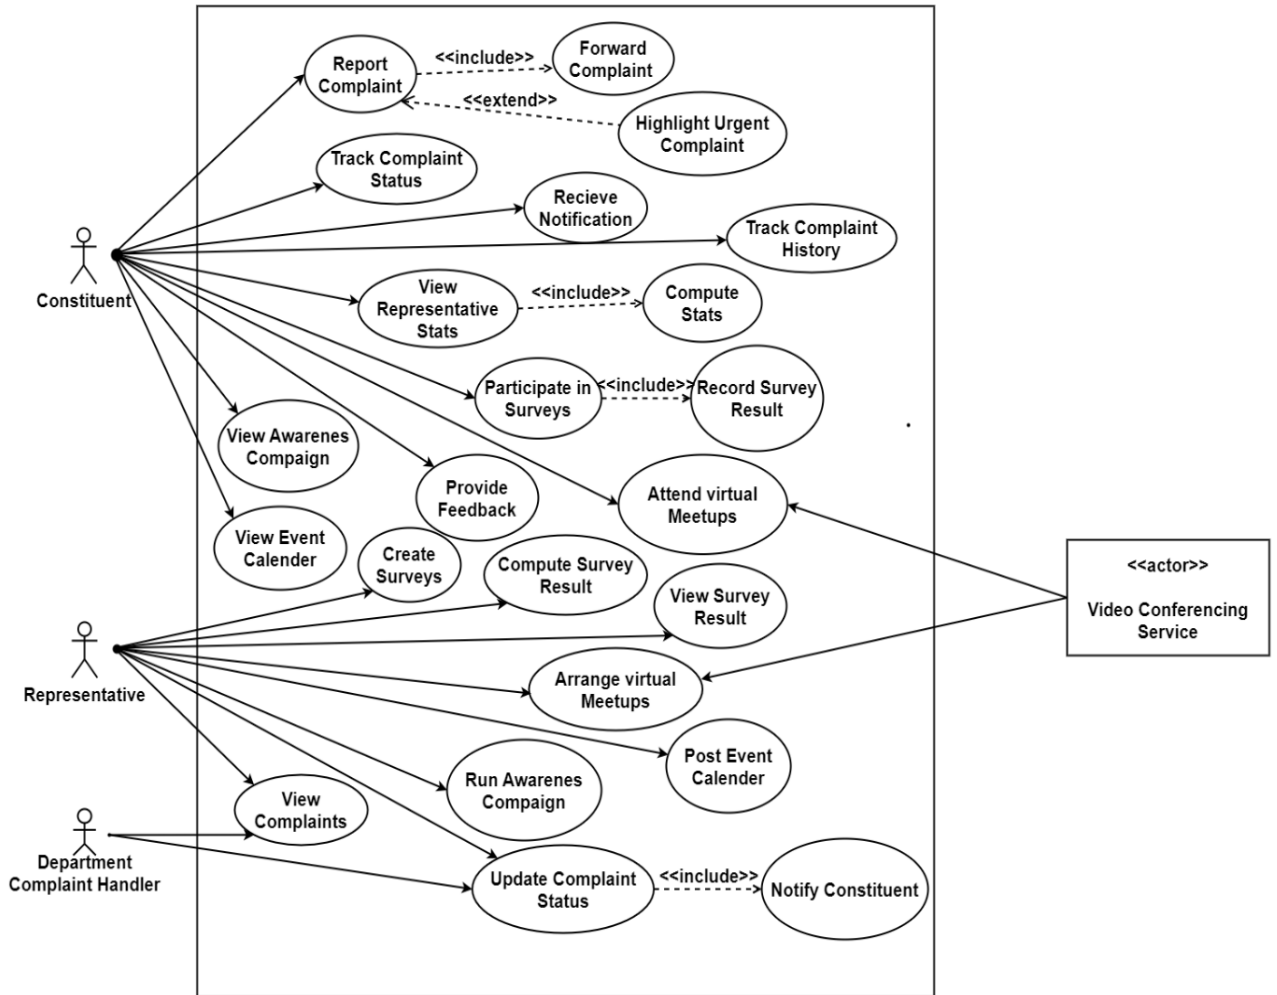 Report
Complaint
<<include>>
Forward
Complaint
<<extend>>
Highlight Urgent
Complaint
Track Complaint
Status
Recieve
Notification
Track Complaint
History
Constituent
View
Representative
Stats
<<include>>
Compute
Stats
Participate in
Surveys
<<include>>
Record Survey
Result
View Awarenes
Compaign
Provide
Feedback
Attend virtual
Meetups
View Event
Calender
Create
Surveys
Compute Survey
Result
View Survey
Result
<<actor>>
Video Conferencing
Service
Representative
Arrange virtual
Meetups
Post Event
Calender
Run Awarenes
Compaign
View
Complaints
Department
Complaint Handler
Update Complaint
Status
<<include>>
Notify Constituent